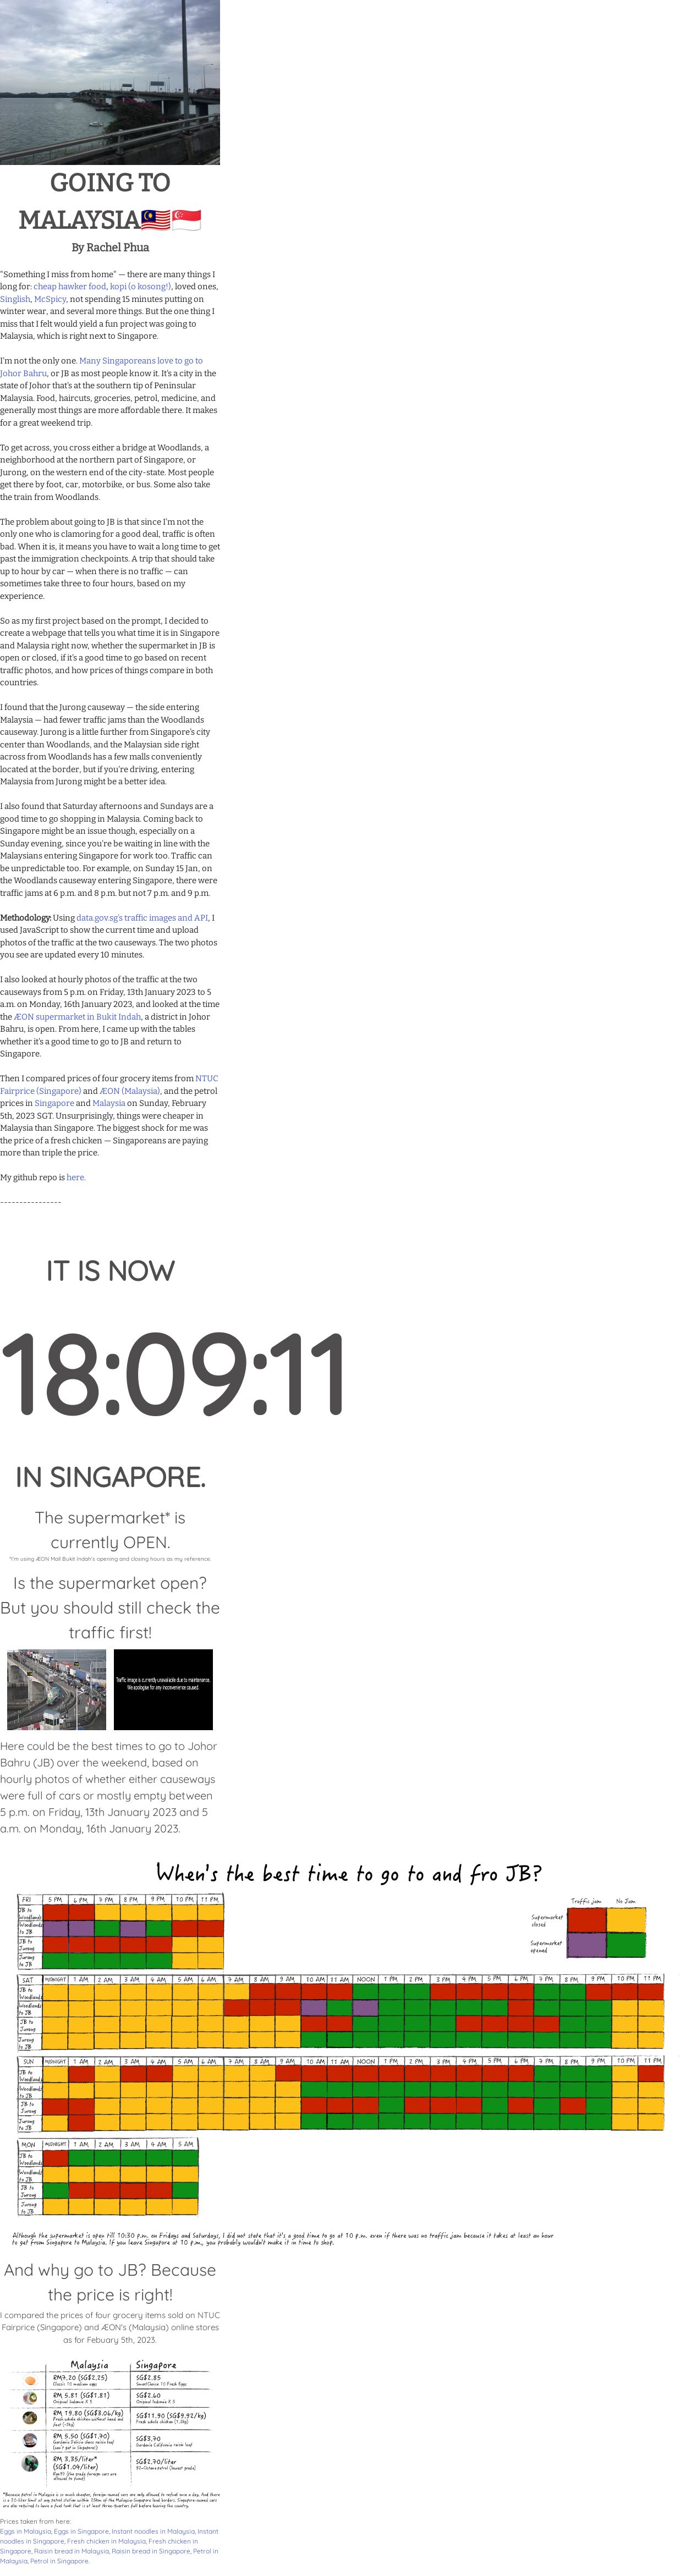 GOING TO
MALAYSIA🇲🇾🇸🇬
By Rachel Phua
"Something I miss from home" — there are many things I
long for: cheap hawker food, kopi (o kosong!), loved ones,
Singlish, McSpicy, not spending 15 minutes putting on
winter wear, and several more things. But the one thing I
miss that I felt would yield a fun project was going to
Malaysia, which is right next to Singapore.
I'm not the only one. Many Singaporeans love to go to
Johor Bahru, or JB as most people know it. It's a city in the
state of Johor that's at the southern tip of Peninsular
Malaysia. Food, haircuts, groceries, petrol, medicine, and
generally most things are more affordable there. It makes
for a great weekend trip.
To get across, you cross either a bridge at Woodlands, a
neighborhood at the northern part of Singapore, or
Jurong, on the western end of the city-state. Most people
get there by foot, car, motorbike, or bus. Some also take
the train from Woodlands.
The problem about going to JB is that since I'm not the
only one who is clamoring for a good deal, traffic is often
bad. When it is, it means you have to wait a long time to get
past the immigration checkpoints. A trip that should take
up to hour by car — when there is no traffic — can
sometimes take three to four hours, based on my
experience.
So as my first project based on the prompt, I decided to
create a webpage that tells you what time it is in Singapore
and Malaysia right now, whether the supermarket in JB is
open or closed, if it's a good time to go based on recent
traffic photos, and how prices of things compare in both
countries.
I found that the Jurong causeway — the side entering
Malaysia — had fewer traffic jams than the Woodlands
causeway. Jurong is a little further from Singapore's city
center than Woodlands, and the Malaysian side right
across from Woodlands has a few malls conveniently
located at the border, but if you're driving, entering
Malaysia from Jurong might be a better idea.
I also found that Saturday afternoons and Sundays are a
good time to go shopping in Malaysia. Coming back to
Singapore might be an issue though, especially on a
Sunday evening, since you're be waiting in line with the
Malaysians entering Singapore for work too. Traffic can
be unpredictable too. For example, on Sunday 15 Jan, on
the Woodlands causeway entering Singapore, there were
traffic jams at 6 p.m. and 8 p.m. but not 7 p.m. and 9 p.m.
Methodology: Using data.gov.sg's traffic images and API, I
used JavaScript to show the current time and upload
photos of the traffic at the two causeways. The two photos
you see are updated every 10 minutes.
I also looked at hourly photos of the traffic at the two
causeways from 5 p.m. on Friday, 13th January 2023 to 5
a.m. on Monday, 16th January 2023, and looked at the time
the ÆON supermarket in Bukit Indah, a district in Johor
Bahru, is open. From here, I came up with the tables
whether it's a good time to go to JB and return to
Singapore.
Then I compared prices of four grocery items from NTUC
Fairprice (Singapore) and ÆON (Malaysia), and the petrol
prices in Singapore and Malaysia on Sunday, February
5th, 2023 SGT. Unsurprisingly, things were cheaper in
Malaysia than Singapore. The biggest shock for me was
the price of a fresh chicken — Singaporeans are paying
more than triple the price.
My github repo is here.
----------------
IT IS NOW
18:09:11
IN SINGAPORE.
The supermarket* is
currently OPEN.
*I'm using ÆON Mall Bukit Indah's opening and closing hours as my reference.
Is the supermarket open?
But you should still check the
traffic first!
Traffic image is currently unavailable due to maintenance.
We apologise for any inconvenience caused.
Here could be the best times to go to Johor
Bahru (JB) over the weekend, based on
hourly photos of whether either causeways
were full of cars or mostly empty between
5 p.m. on Friday, 13th January 2023 and 5
a.m. on Monday, 16th January 2023.
When's the best time to go to and fro JB?
Traffic jam No Jam
Supermarket closed
Supermarket opened
FRI 5 PM 6 PM 7 PM 8 PM 9 PM 10 PM 11 PM
JB to Woodlands
Woodlands to JB
JB to Jurong
Jurong to JB
SAT MIDNIGHT 1 AM 2 AM 3 AM 4 AM 5 AM 6 AM 7 AM 8 AM 9 AM 10 AM 11 AM NOON 1 PM 2 PM 3 PM 4 PM 5 PM 6 PM 7 PM 8 PM 9 PM 10 PM 11 PM
JB to Woodlands
Woodlands to JB
JB to Jurong
Jurong to JB
SUN MIDNIGHT 1 AM 2 AM 3 AM 4 AM 5 AM 6 AM 7 AM 8 AM 9 AM 10 AM 11 AM NOON 1 PM 2 PM 3 PM 4 PM 5 PM 6 PM 7 PM 8 PM 9 PM 10 PM 11 PM
JB to Woodlands
Woodlands to JB
JB to Jurong
Jurong to JB
MON MIDNIGHT 1 AM 2 AM 3 AM 4 AM 5 AM
JB to Woodlands
Woodlands to JB
JB to Jurong
Jurong to JB
Although the supermarket is open till 10:30 p.m. on Fridays and Saturdays, I did not state that it's a good time to go at 10 p.m. even if there was no traffic jam because it takes at least an hour
to get from Singapore to Malaysia. If you leave Singapore at 10 p.m., you probably wouldn't make it in time to shop.
And why go to JB? Because
the price is right!
I compared the prices of four grocery items sold on NTUC
Fairprice (Singapore) and ÆON's (Malaysia) online stores
as for Febuary 5th, 2023.
Malaysia Singapore
RM7.20 (SG$2.25) SG$2.85
RM 5.81 (SG$1.81) SG$2.60
RM 19.80 (SG$3.06/kg) SG$11.90 (SG$9.92/kg)
RM 5.50 (SG$1.70) SG$3.70
RM 3.35/liter* (SG$1.04/liter) SG$2.70/liter
Prices taken from here:
Eggs in Malaysia, Eggs in Singapore, Instant noodles in Malaysia, Instant
noodles in Singapore, Fresh chicken in Malaysia, Fresh chicken in
Singapore, Raisin bread in Malaysia, Raisin bread in Singapore, Petrol in
Malaysia, Petrol in Singapore.